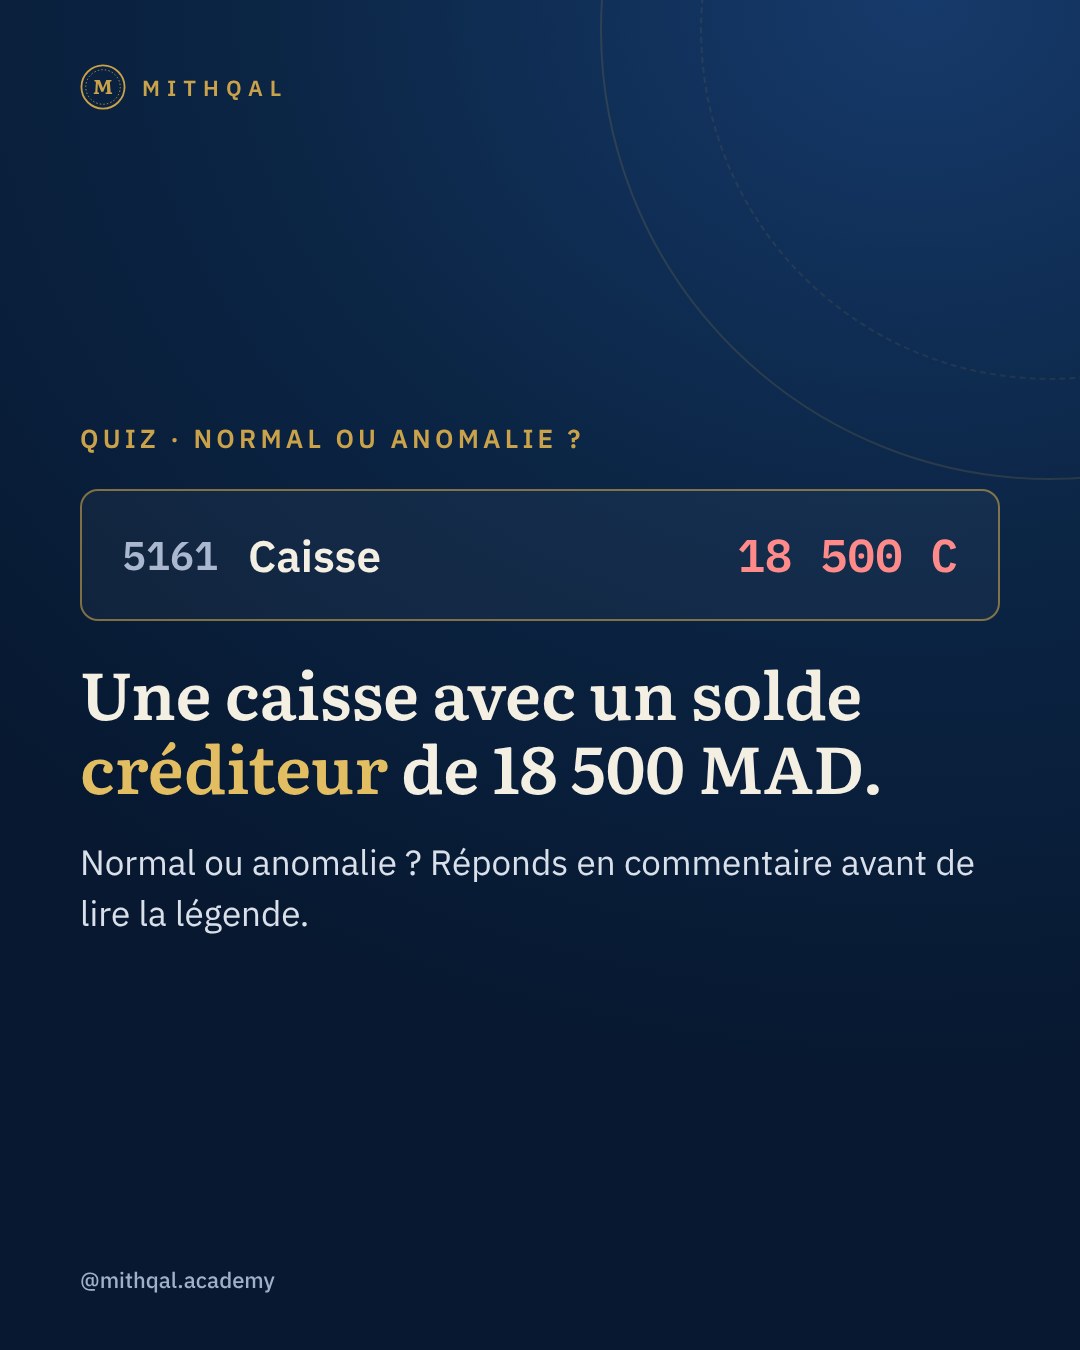 M MITHQAL
QUIZ · NORMAL OU ANOMALIE ?
5161 Caisse 18 500 C
Une caisse avec un solde
créditeur de 18 500 MAD.
Normal ou anomalie ? Réponds en commentaire avant de
lire la légende.
@mithqal.academy